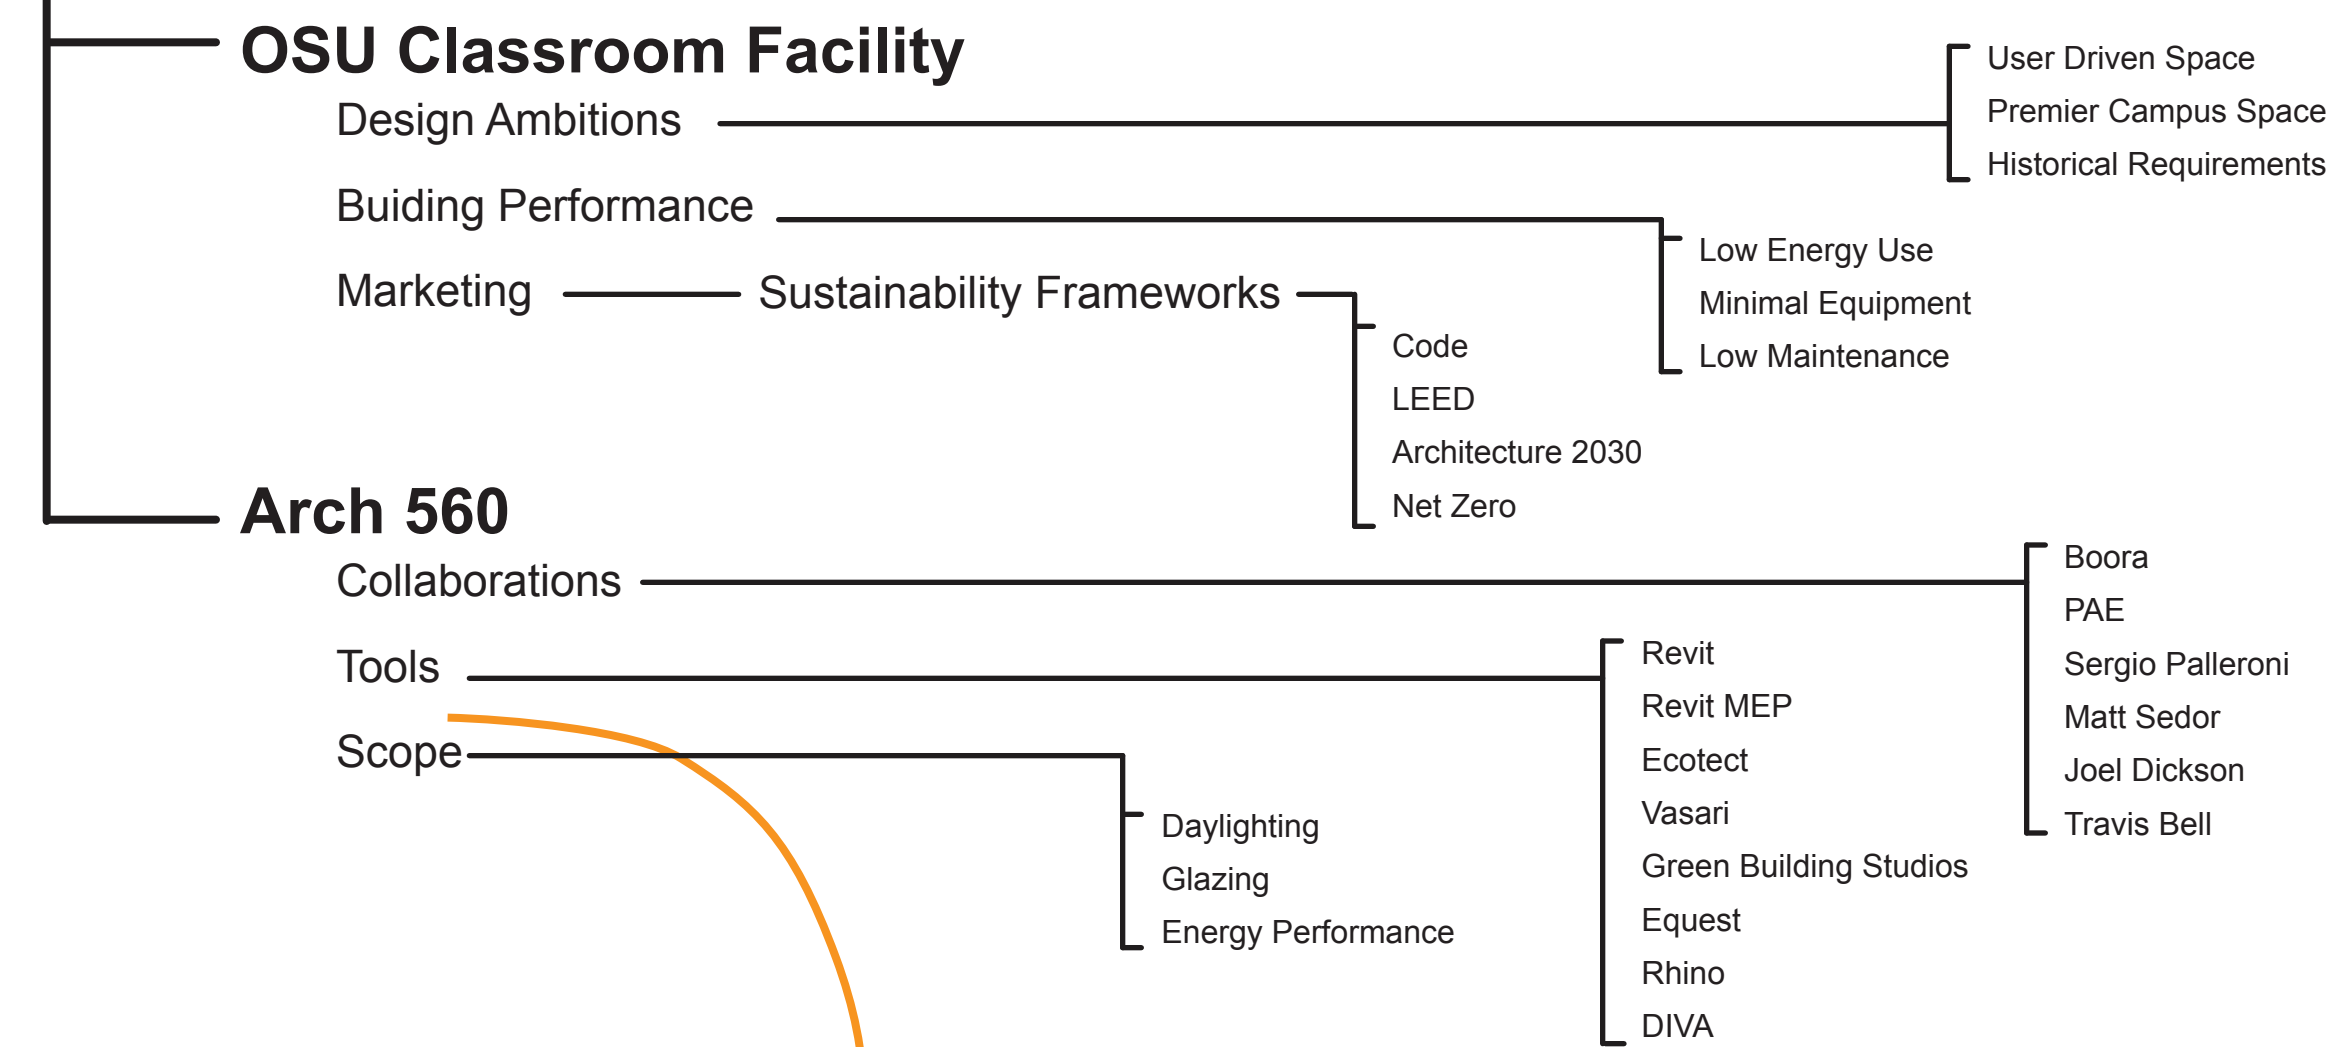 OSU Classroom Facility
Design Ambitions
User Driven Space
Premier Campus Space
Historical Requirements
Buiding Performance
Low Energy Use
Minimal Equipment
Low Maintenance
Marketing
Sustainability Frameworks
Code
LEED
Architecture 2030
Net Zero
Arch 560
Collaborations
Boora
PAE
Sergio Palleroni
Matt Sedor
Joel Dickson
Travis Bell
Tools
Revit
Revit MEP
Ecotect
Vasari
Green Building Studios
Equest
Rhino
DIVA
Scope
Daylighting
Glazing
Energy Performance